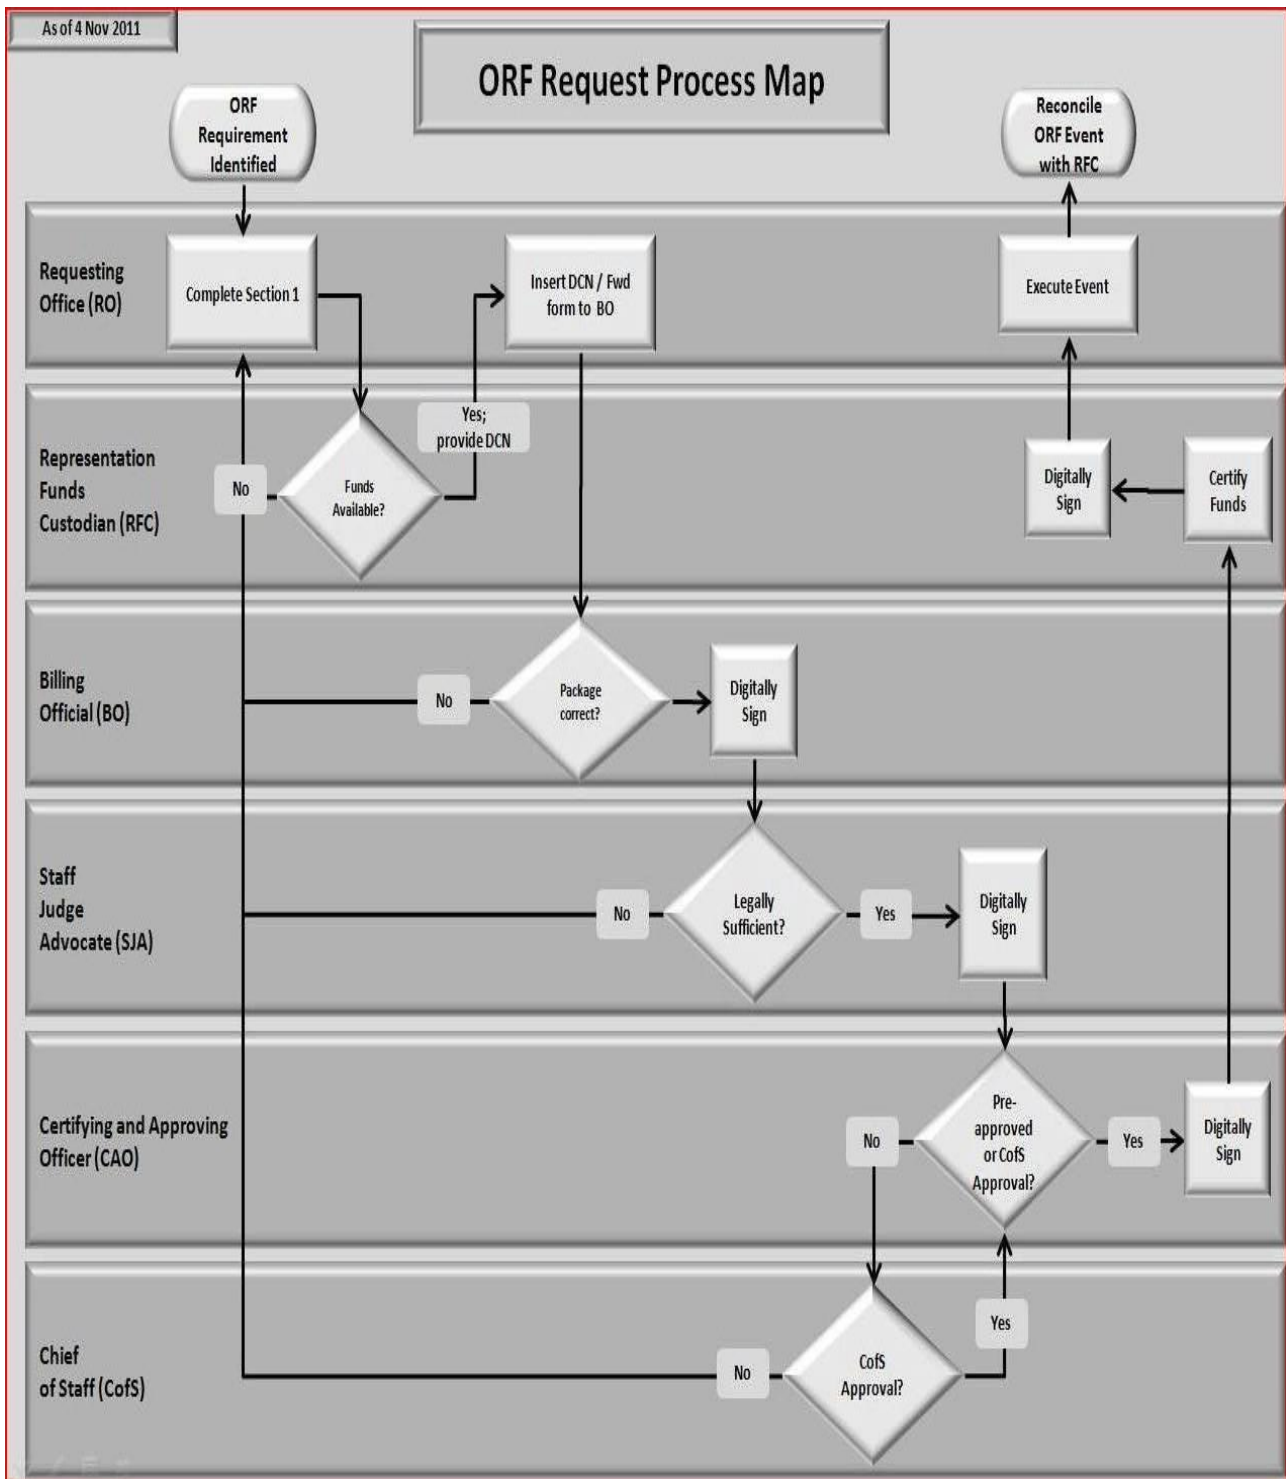 As of 4 Nov 2011
ORF Request Process Map
ORF
Requirement
Identified
Reconcile
ORF Event
with RFC
Requesting
Office (RO)
Complete Section 1
Insert DCN / Fwd
form to BO
Execute Event
Representation
Funds
Custodian (RFC)
No
Funds
Available?
Yes;
provide DCN
Digitally
Sign
Certify
Funds
Billing
Official (BO)
No
Package
correct?
Digitally
Sign
Staff
Judge
Advocate (SJA)
No
Legally
Sufficient?
Yes
Digitally
Sign
Certifying and Approving
Officer (CAO)
No
Pre-
approved
or CofS
Approval?
Yes
Digitally
Sign
Chief
of Staff (CofS)
No
CofS
Approval?
Yes